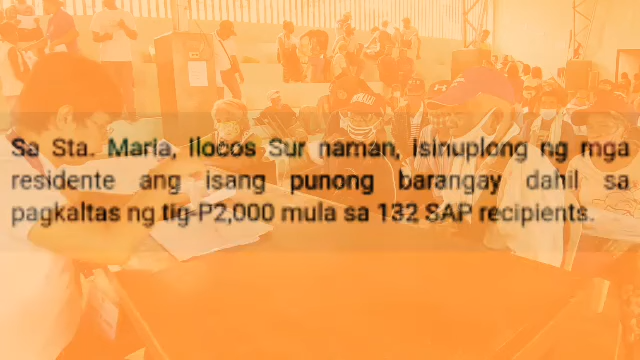 Sa Sta. Maria, Ilocos Sur naman, isinuplong ng mga
residente ang isang punong barangay dahil sa
pagkaltas ng tig-P2,000 mula sa 132 SAP recipients.